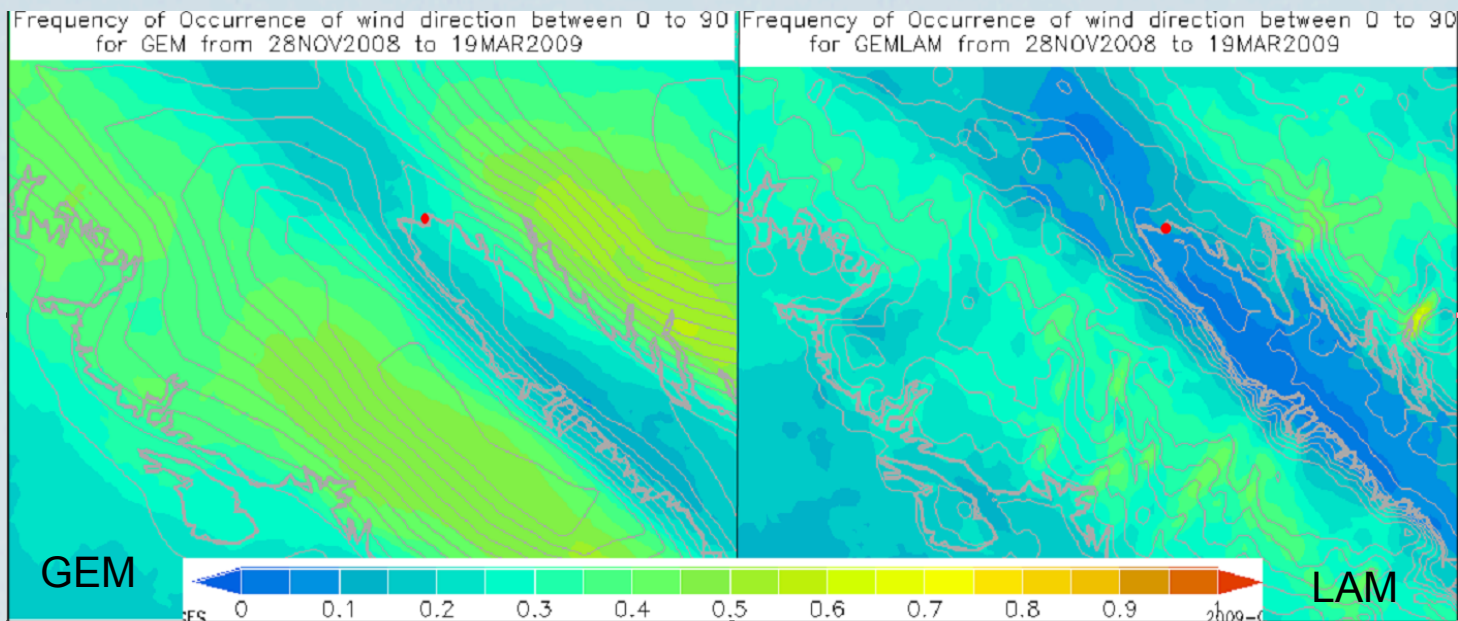 Frequency of Occurrence of wind direction between 0 to 90
for GEM from 28NOV2008 to 19MAR2009
Frequency of Occurrence of wind direction between 0 to 90
for GEMLAM from 28NOV2008 to 19MAR2009
GEM
LAM
0 0.1 0.2 0.3 0.4 0.5 0.6 0.7 0.8 0.9 1